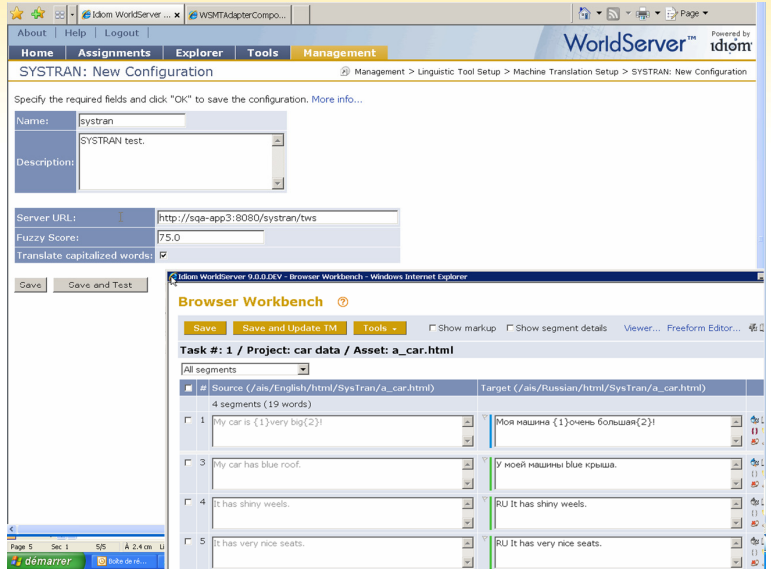 Idiom WorldServer ... x
WSMTAdapterCompo...
Page
About | Help | Logout |
Home Assignments Explorer Tools Management
WorldServer™ Powered by idiom
SYSTRAN: New Configuration
Management > Linguistic Tool Setup > Machine Translation Setup > SYSTRAN: New Configuration
Specify the required fields and click "OK" to save the configuration. More info...
Name: systran
Description: SYSTRAN test.
Server URL: http://sqa-app3:8080/systran/tws
Fuzzy Score: 75.0
Translate capitalized words:
Save Save and Test
Idiom WorldServer 9.0.0.DEV - Browser Workbench - Windows Internet Explorer
Browser Workbench
Save Save and Update TM Tools Show markup Show segment details Viewer... Freeform Editor...
Task #: 1 / Project: car data / Asset: a_car.html
All segments
# Source (/ais/English/html/SysTran/a_car.html) Target (/ais/Russian/html/SysTran/a_car.html)
4 segments (19 words)
1 My car is {1}very big{2}! Моя машина {1}очень большая{2}!
3 My car has blue roof. У моей машины blue крыша.
4 It has shiny weels. RU It has shiny weels.
5 It has very nice seats. RU It has very nice seats.
Page 5 Sec 1 5/5 À 2.4 cm Li
démarrer Boîte de ré...